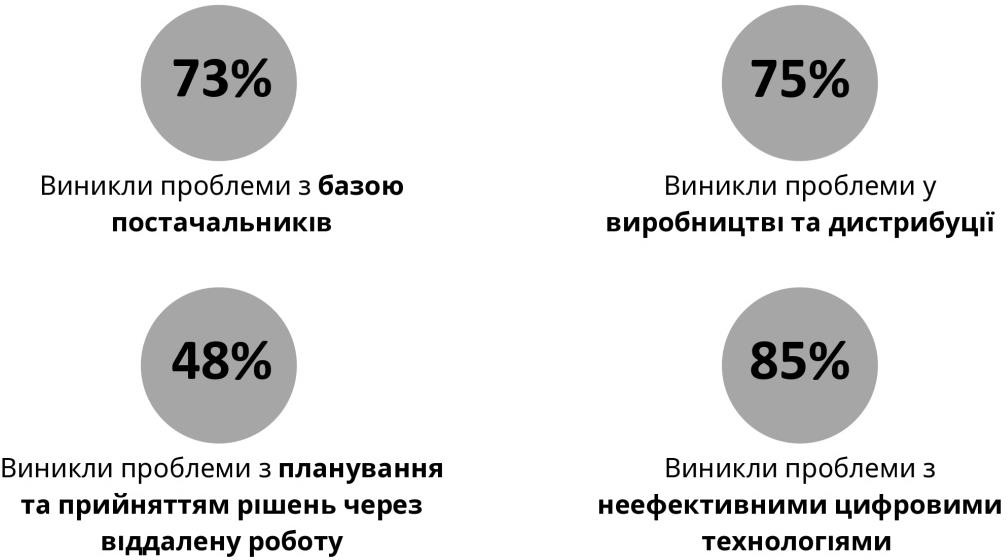 73%
Виникли проблеми з базою
постачальників
75%
Виникли проблеми у
виробництві та дистрибуції
48%
Виникли проблеми з планування
та прийняттям рішень через
віддалену роботу
85%
Виникли проблеми з
неефективними цифровими
технологіями